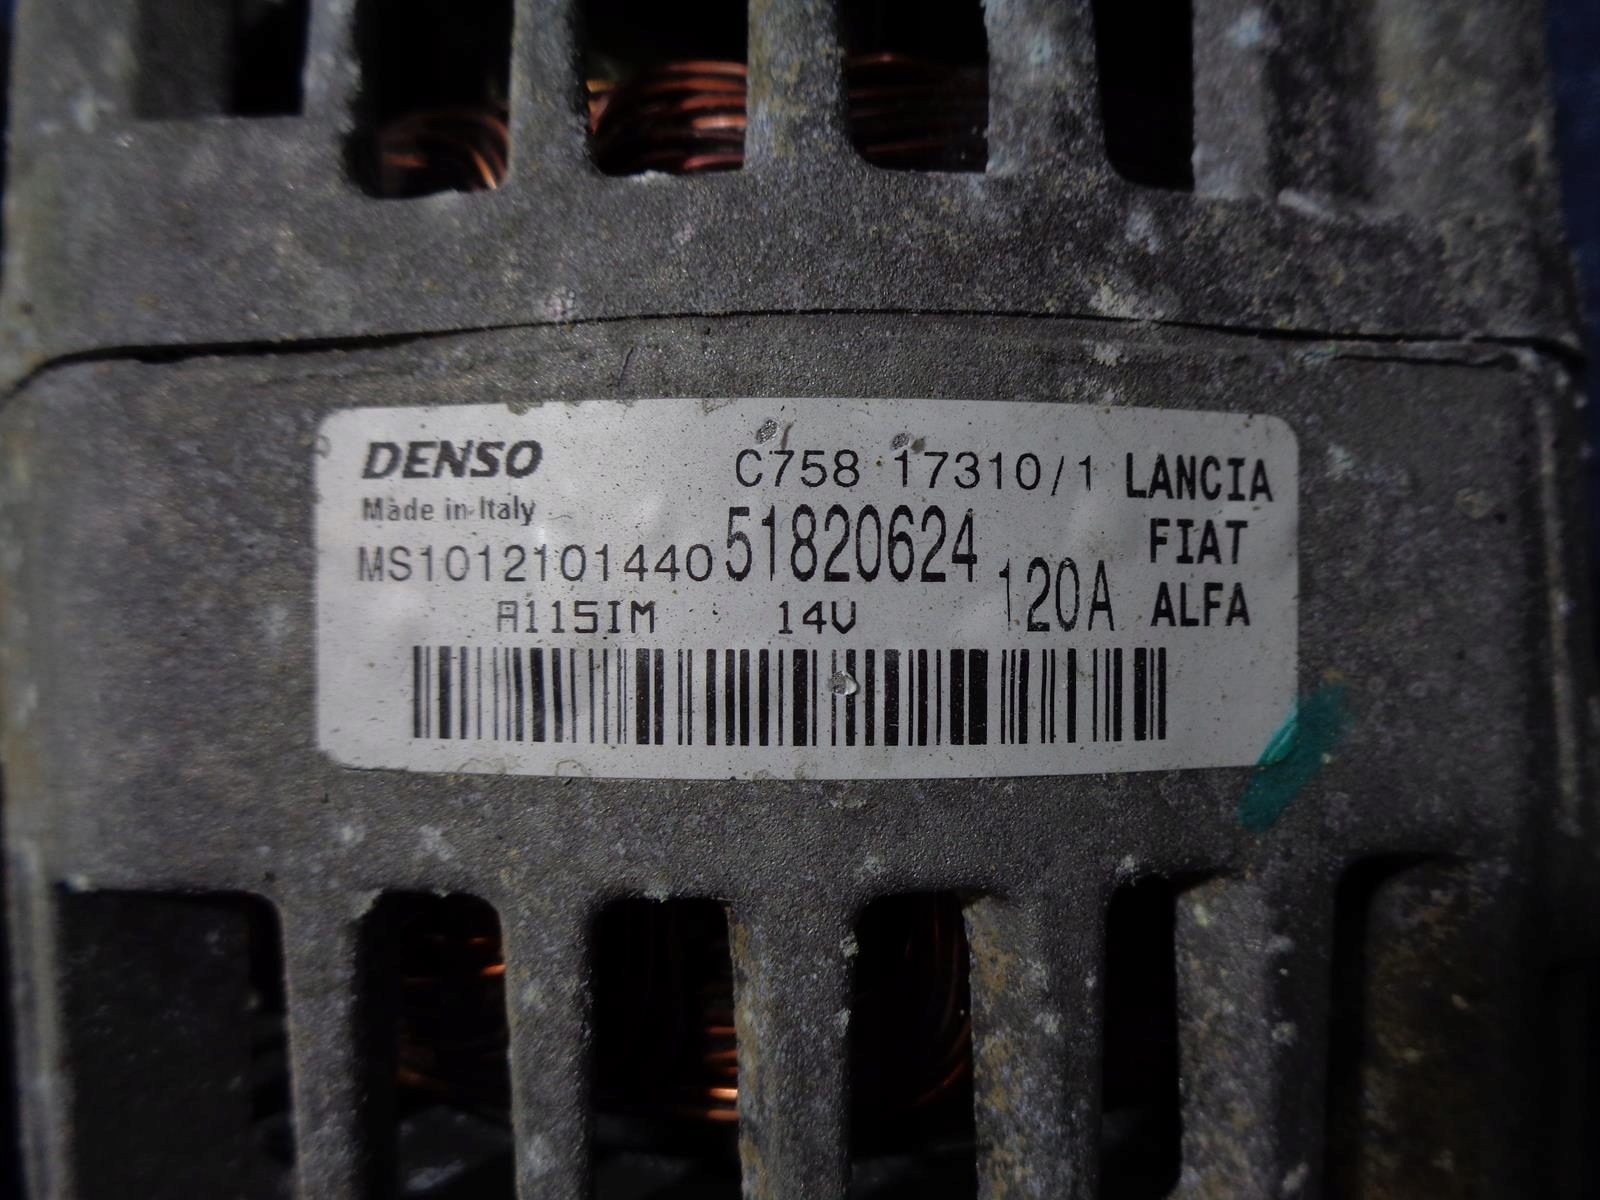 DENSO
Made in Italy
C758 17310/1
LANCIA
FIAT
ALFA
MS1012101440
51820624
120A
A115IM 14V